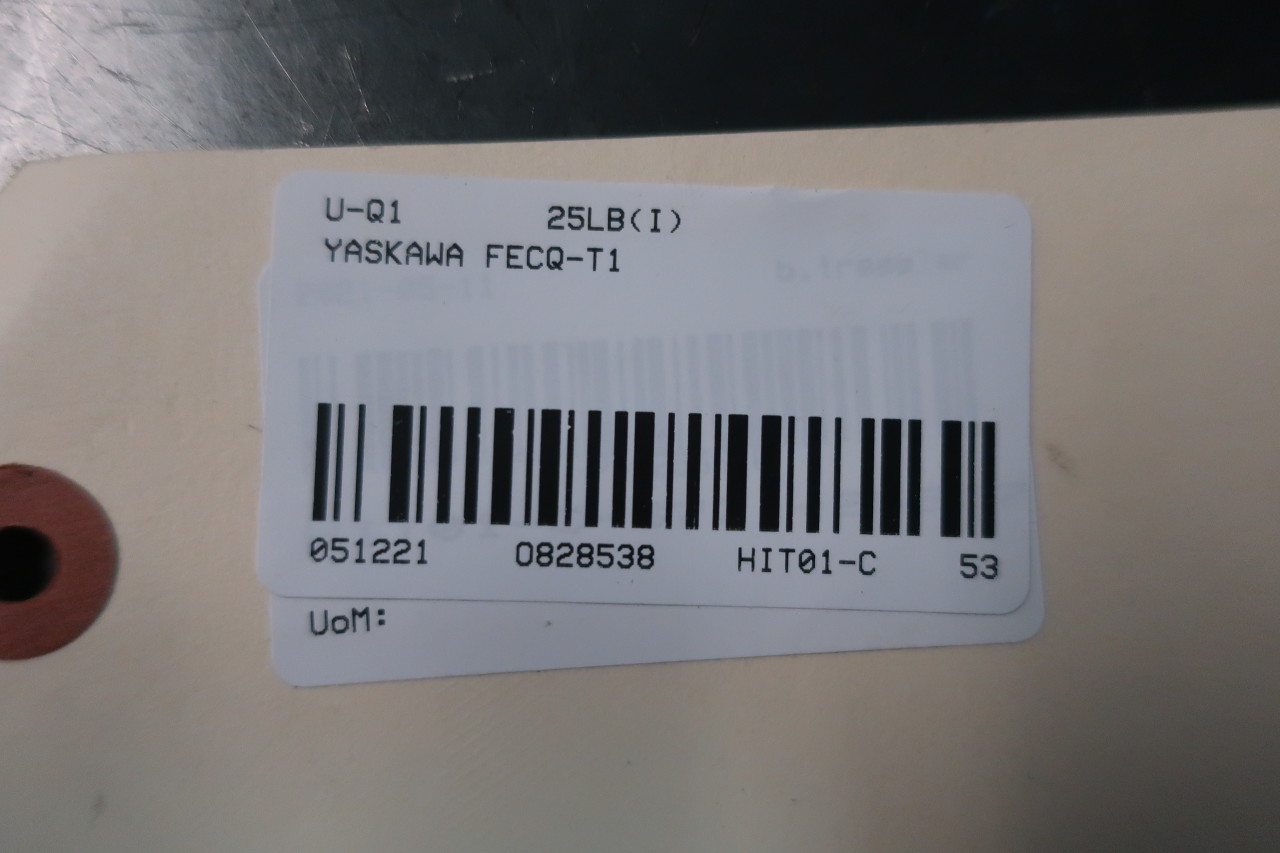 U-Q1 25LB(I)
YASKAWA FECQ-T1
051221 0828538 HIT01-C 53
UoM: